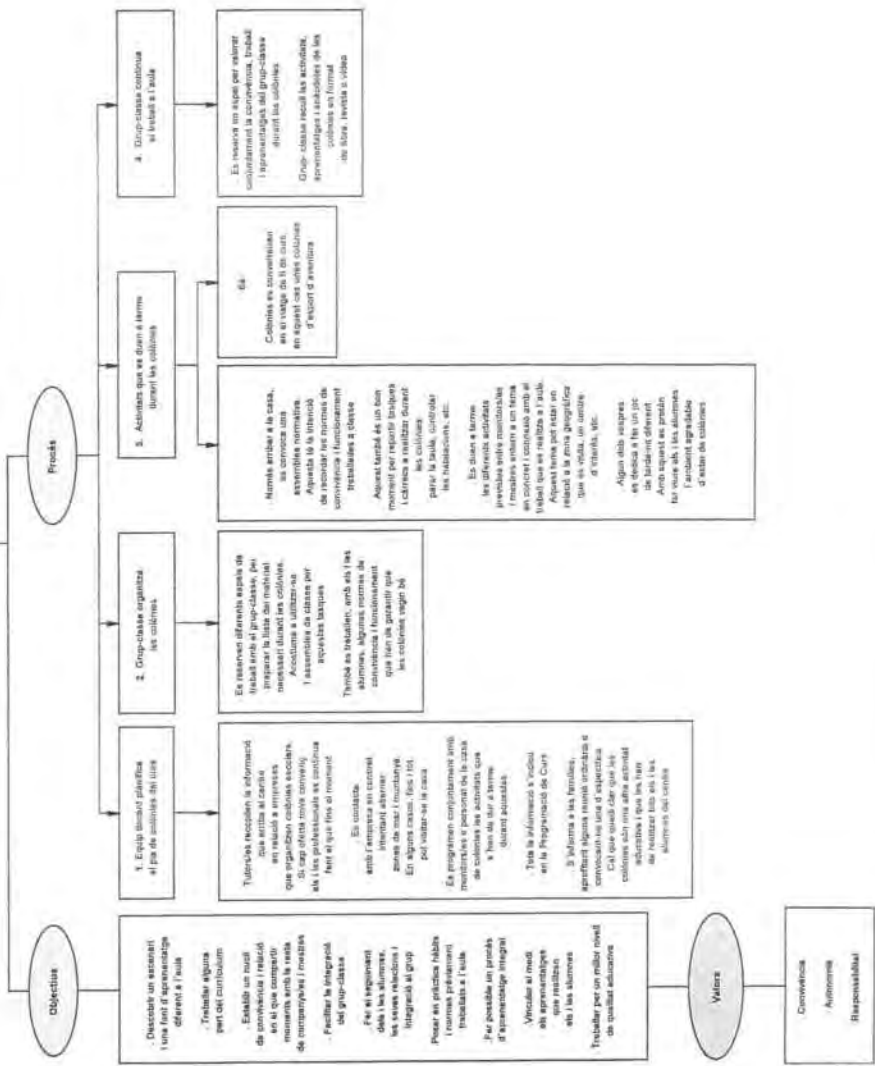 Objectius
. Descobrir un escenari
i una font d'aprenentatge
diferent a l'aula
. Treballar alguna
part del currículum
. Establir un nucli
de convivència i relació
en el que compartir
moments amb la resta
de companys/es i mestres
. Facilitar la integració
del grup-classe
. Fer el seguiment
dels i les alumnes,
les seves relacions i
integració al grup
Posar en pràctica hàbits
i normes prèviament
treballats a l'aula
. Fer possible un procés
d'aprenentatge integral
. Vincular al medi
els aprenentatges
que realitzen
els i les alumnes
. Treballar per un millor nivell
de qualitat educativa
Valors
. Convivència
Autonomia
Responsabilitat
Procés
1. Equip docent planifica
el pla de colònies del curs
Tutors/es recopilen la informació
que arriba al centre
en relació a empreses
que organitzen colònies escolars.
Si cap oferta nova convenç
els i les professionals es continua
fent el que fins al moment
. Es contacta
amb l'empresa en concret
intentant alternar
zones de mar i muntanya.
En alguns casos, fins i tot,
pot visitar-se la casa
. Es programen conjuntament amb
monitors/es o personal de la casa
de colònies les activitats que
s'han de dur a terme
durant aquestes
. Tota la informació s'inclou
en la Programació de Curs
S'informa a les famílies,
aprofitant alguna reunió ordinària o
convocant-ne una d'específica
Cal que quedi clar que les
colònies són una altra activitat
educativa i que les han
de realitzar tots els i les
alumnes del centre
2. Grup-classe organitza
les colònies
. Es reserven diferents espais de
treball amb el grup-classe, per
preparar la llista del material
necessari durant les colònies.
Acostuma a utilitzar-se
l'assemblea de classe per
aquestes tasques
També es treballen, amb els i les
alumnes, algunes normes de
convivència i funcionament
que han de garantir que
les colònies vagin bé
3. Activitats que es duen a terme
durant les colònies
. Només arribar a la casa,
es convoca una
assemblea normativa.
Aquesta té la intenció
de recordar les normes de
convivència i funcionament
treballades a classe
Aquest també és un bon
moment per repartir tasques
i càrrecs a realitzar durant
les colònies
parar la taula, controlar
les habitacions, etc.
. Es duen a terme
les diferents activitats
previstes entre monitors/es
i mestres entorn a un tema
en concret i connexió amb el
treball que es realitza a l'aula.
Aquest tema pot estar en
relació a la zona geogràfica
que es visita, un centre
d'interès, etc.
. Algun dels vespres
es dedica a fer un joc
de tarda-nit diferent
Amb aquest es pretén
fer viure als i les alumnes
l'ambient agradable
d'estar de colònies
6è
Colònies es converteixen
en el viatge de fi de curs,
en aquest cas unes colònies
d'esport d'aventura
4. Grup-classe continua
el treball a l'aula
. Es reserva un espai per valorar
conjuntament la convivència, treball
i aprenentatges del grup-classe
durant les colònies
Grup-classe recull les activitats,
aprenentatges i anècdotes de les
colònies en format
de llibre, revista o vídeo